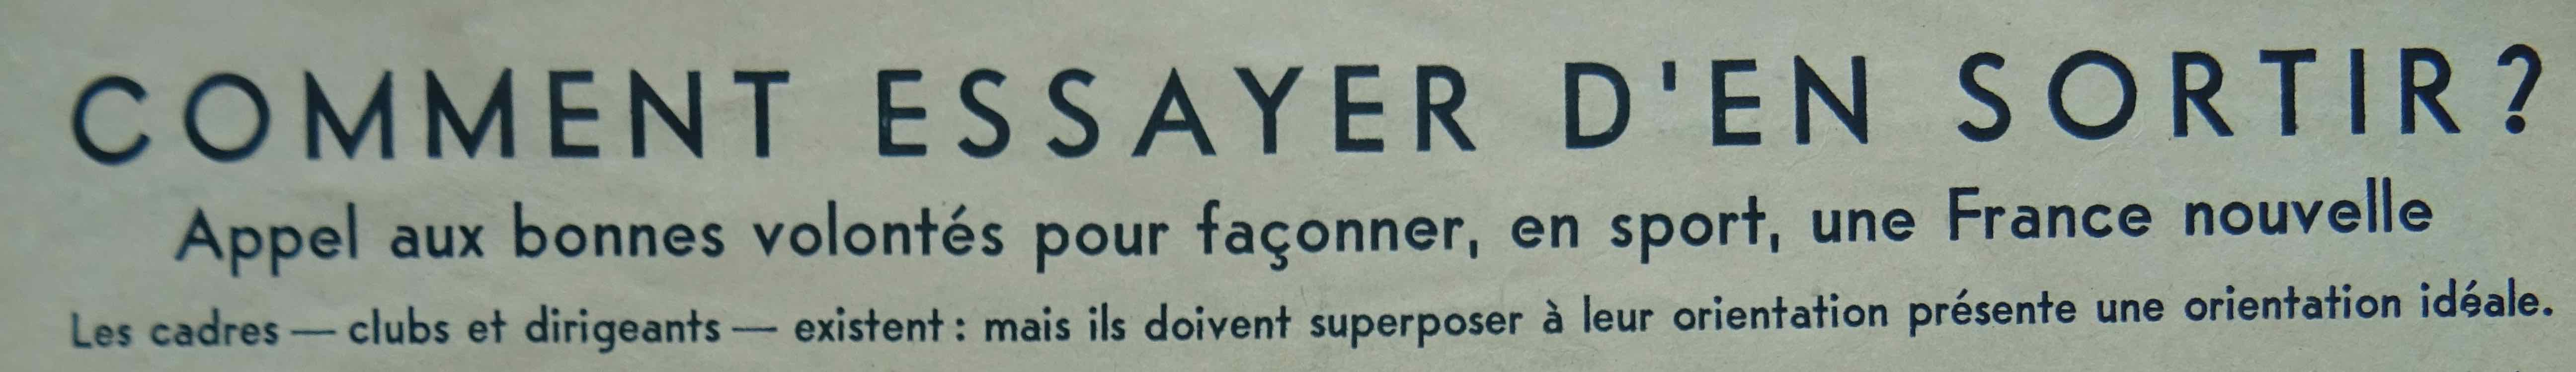 COMMENT ESSAYER D'EN SORTIR?
Appel aux bonnes volontés pour façonner, en sport, une France nouvelle
Les cadres — clubs et dirigeants — existent : mais ils doivent superposer à leur orientation présente une orientation idéale.